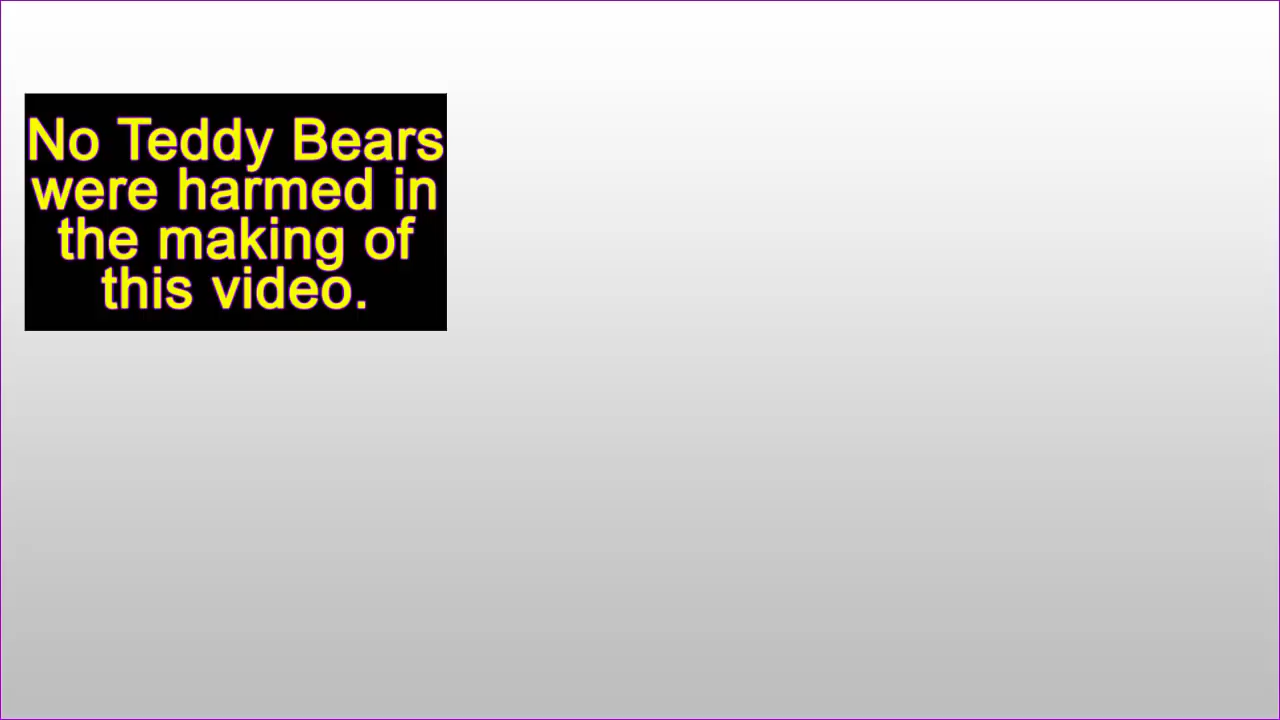 No Teddy Bears
were harmed in
the making of
this video.